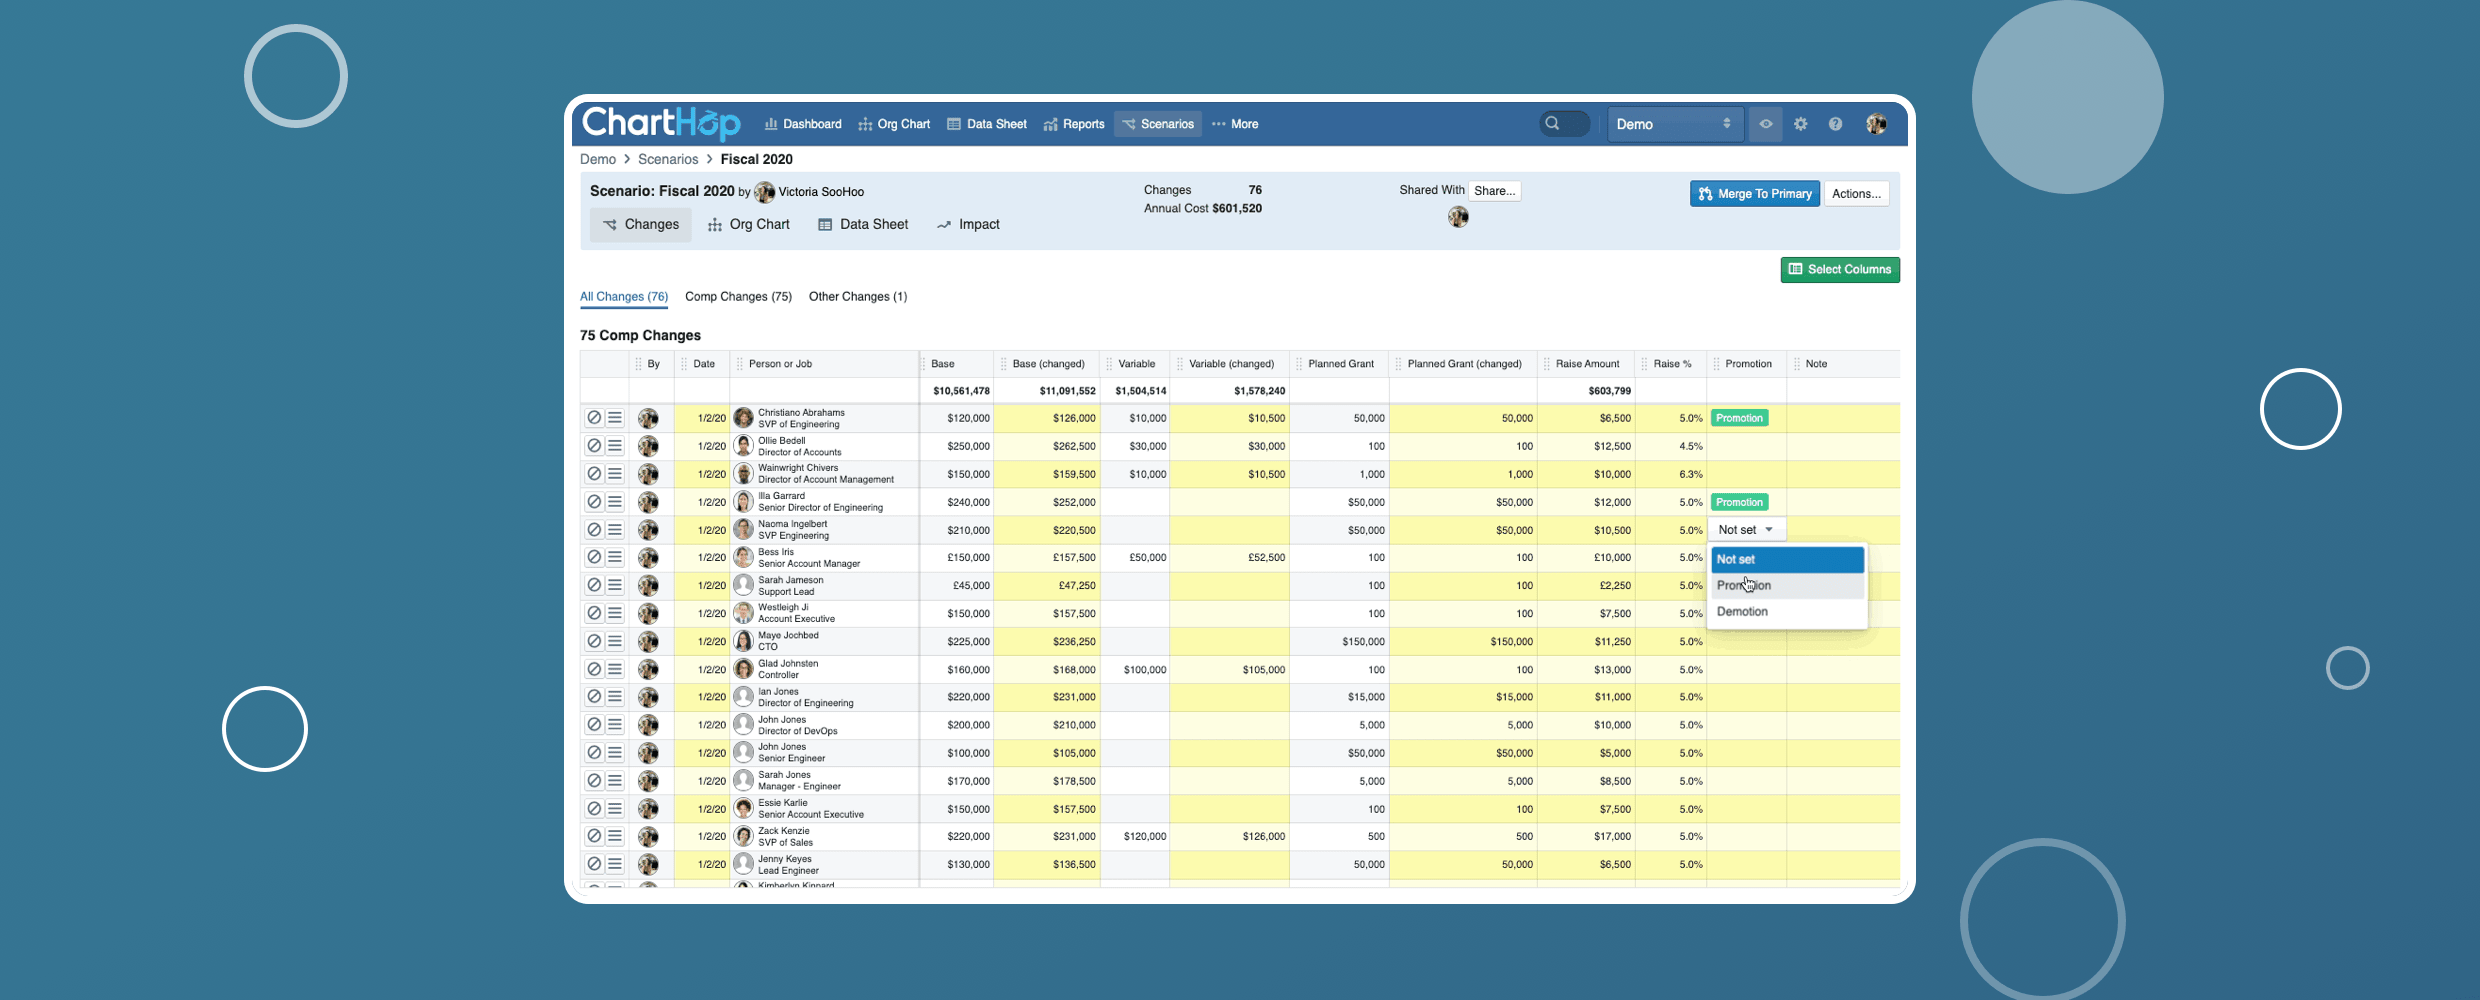 ChartHop Dashboard Org Chart Data Sheet Reports Scenarios More Demo
Demo > Scenarios > Fiscal 2020
Scenario: Fiscal 2020 by Victoria SooHoo
Changes 76
Annual Cost $601,520
Shared With Share...
Merge To Primary Actions...
Changes Org Chart Data Sheet Impact
Select Columns
All Changes (76) Comp Changes (75) Other Changes (1)
75 Comp Changes
By Date Person or Job Base Base (changed) Variable Variable (changed) Planned Grant Planned Grant (changed) Raise Amount Raise % Promotion Note
$10,561,478 $11,091,552 $1,504,514 $1,578,240 $603,799
1/2/20 Christiano Abrahams $120,000 $126,000 $10,000 $10,500 50,000 50,000 $6,500 5.0% Promotion
SVP of Engineering
1/2/20 Ollie Bedell $250,000 $262,500 $30,000 $30,000 100 100 $12,500 4.5%
Director of Accounts
1/2/20 Wainwright Chivers $150,000 $159,500 $10,000 $10,500 1,000 1,000 $10,000 6.3%
Director of Account Management
1/2/20 Illa Garrard $240,000 $252,000 $50,000 $50,000 $12,000 5.0% Promotion
Senior Director of Engineering
1/2/20 Naoma Ingelbert $210,000 $220,500 $50,000 $50,000 $10,500 5.0% Not set
SVP Engineering
1/2/20 Bess Iris £150,000 £157,500 £50,000 £52,500 100 100 £10,000 5.0% Not set
Senior Account Manager
1/2/20 Sarah Jameson £45,000 £47,250 100 100 £2,250 5.0% Promotion
Support Lead
1/2/20 Westleigh Ji $150,000 $157,500 100 100 $7,500 5.0% Demotion
Account Executive
1/2/20 Maye Jochbed $225,000 $236,250 $150,000 $150,000 $11,250 5.0%
CTO
1/2/20 Glad Johnsten $160,000 $168,000 $100,000 $105,000 100 100 $13,000 5.0%
Controller
1/2/20 Ian Jones $220,000 $231,000 $15,000 $15,000 $11,000 5.0%
Director of Engineering
1/2/20 John Jones $200,000 $210,000 5,000 5,000 $10,000 5.0%
Director of DevOps
1/2/20 John Jones $100,000 $105,000 $50,000 $50,000 $5,000 5.0%
Senior Engineer
1/2/20 Sarah Jones $170,000 $178,500 5,000 5,000 $8,500 5.0%
Manager - Engineer
1/2/20 Essie Karlie $150,000 $157,500 100 100 $7,500 5.0%
Senior Account Executive
1/2/20 Zack Kenzie $220,000 $231,000 $120,000 $126,000 500 500 $17,000 5.0%
SVP of Sales
1/2/20 Jenny Keyes $130,000 $136,500 50,000 50,000 $6,500 5.0%
Lead Engineer
Kimberlyn Kinnard